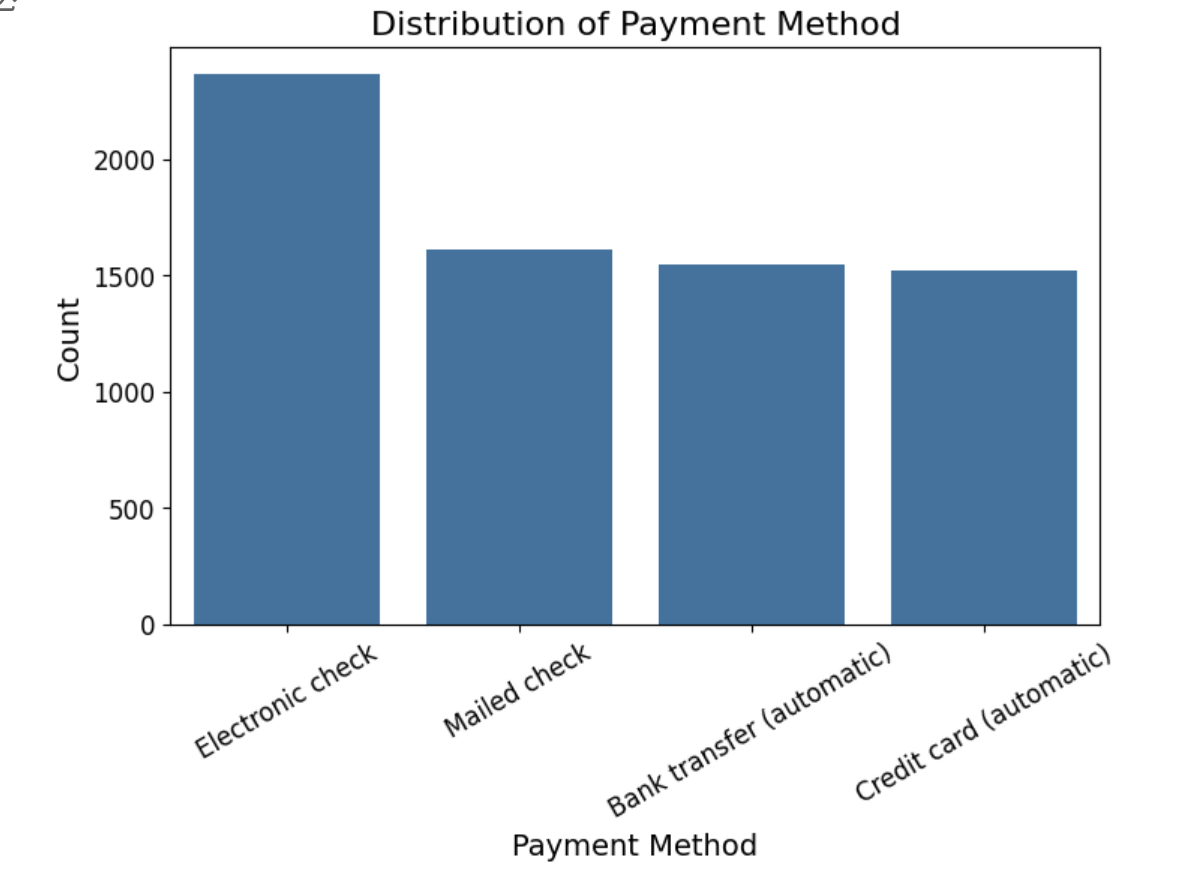 Distribution of Payment Method
Count
2000
1500
1000
500
0
Electronic check
Mailed check
Bank transfer (automatic)
Credit card (automatic)
Payment Method